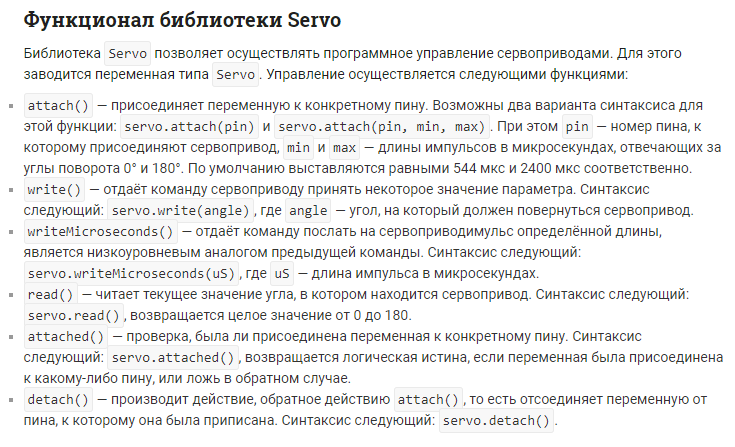 Функционал библиотеки Servo
Библиотека Servo позволяет осуществлять программное управление сервоприводами. Для этого
заводится переменная типа Servo. Управление осуществляется следующими функциями:
attach() — присоединяет переменную к конкретному пину. Возможны два варианта синтаксиса для
этой функции: servo.attach(pin) и servo.attach(pin, min, max). При этом pin — номер пина, к
которому присоединяют сервопривод, min и max — длины импульсов в микросекундах, отвечающих за
углы поворота 0° и 180°. По умолчанию выставляются равными 544 мкс и 2400 мкс соответственно.
write() — отдаёт команду сервоприводу принять некоторое значение параметра. Синтаксис
следующий: servo.write(angle), где angle — угол, на который должен повернуться сервопривод.
writeMicroseconds() — отдаёт команду послать на сервоприводимульс определённой длины,
является низкоуровневым аналогом предыдущей команды. Синтаксис следующий:
servo.writeMicroseconds(uS), где uS — длина импульса в микросекундах.
read() — читает текущее значение угла, в котором находится сервопривод. Синтаксис следующий:
servo.read(), возвращается целое значение от 0 до 180.
attached() — проверка, была ли присоединена переменная к конкретному пину. Синтаксис
следующий: servo.attached(), возвращается логическая истина, если переменная была присоединена
к какому-либо пину, или ложь в обратном случае.
detach() — производит действие, обратное действию attach(), то есть отсоединяет переменную от
пина, к которому она была приписана. Синтаксис следующий: servo.detach().